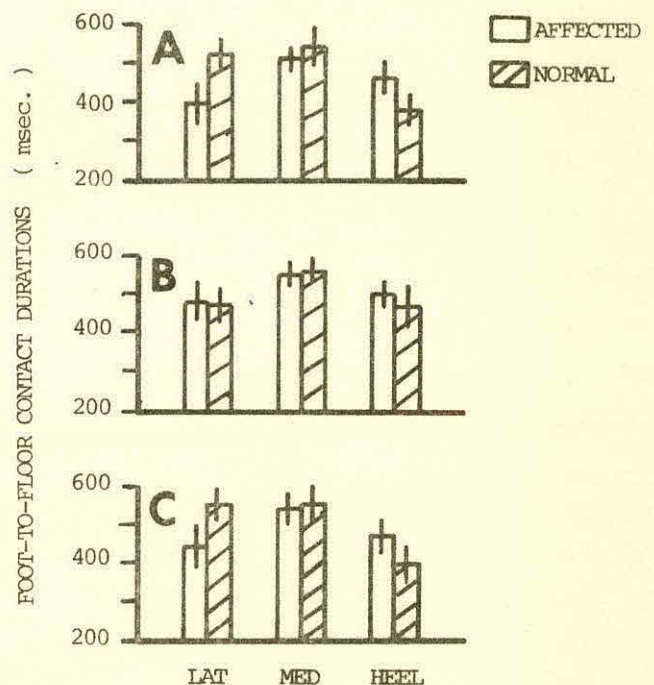 FOOT-TO-FLOOR CONTACT DURATIONS ( msec. )
AFFECTED
NORMAL
A
600
400
200
B
600
400
200
C
600
400
200
LAT MED HEEL